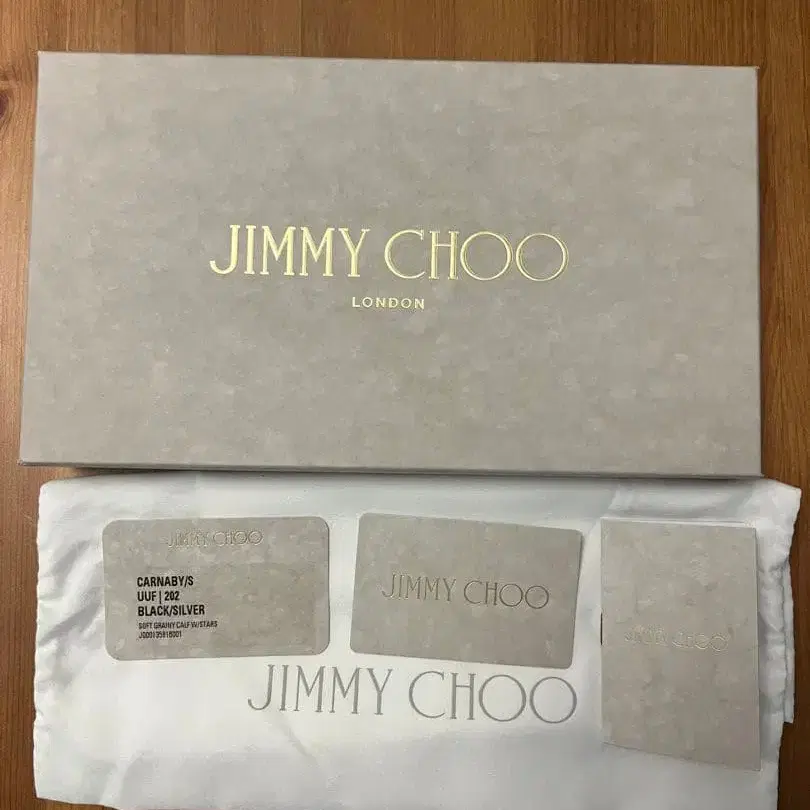 JIMMY CHOO
LONDON
JIMMY CHOO
CARNABY/S
UUF | 202
BLACK/SILVER
SOFT GRAINY CALF W/STARS
JIMMY CHOO
JIMMY CHOO
JIMMY CHOO